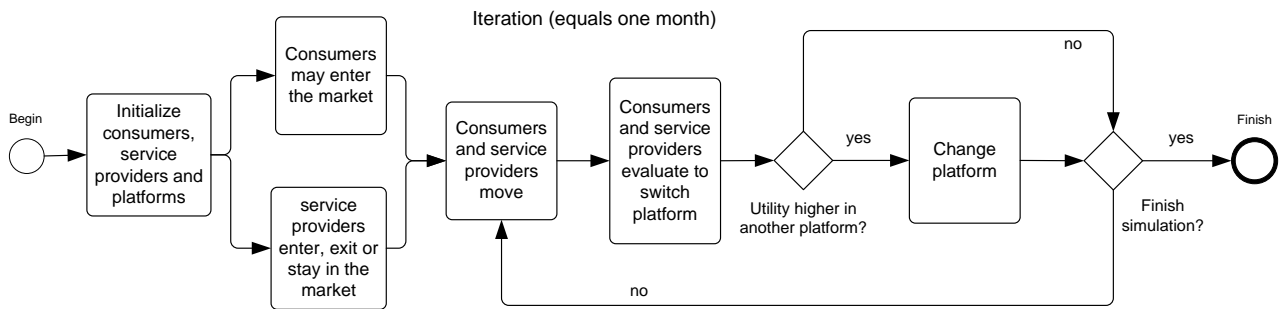 Iteration (equals one month)
Begin
Initialize
consumers,
service
providers and
platforms
Consumers
may enter
the market
service
providers
enter, exit or
stay in the
market
Consumers
and service
providers
move
Consumers
and service
providers
evaluate to
switch
platform
Utility higher in
another platform?
yes
no
Change
platform
Finish
simulation?
yes
no
Finish